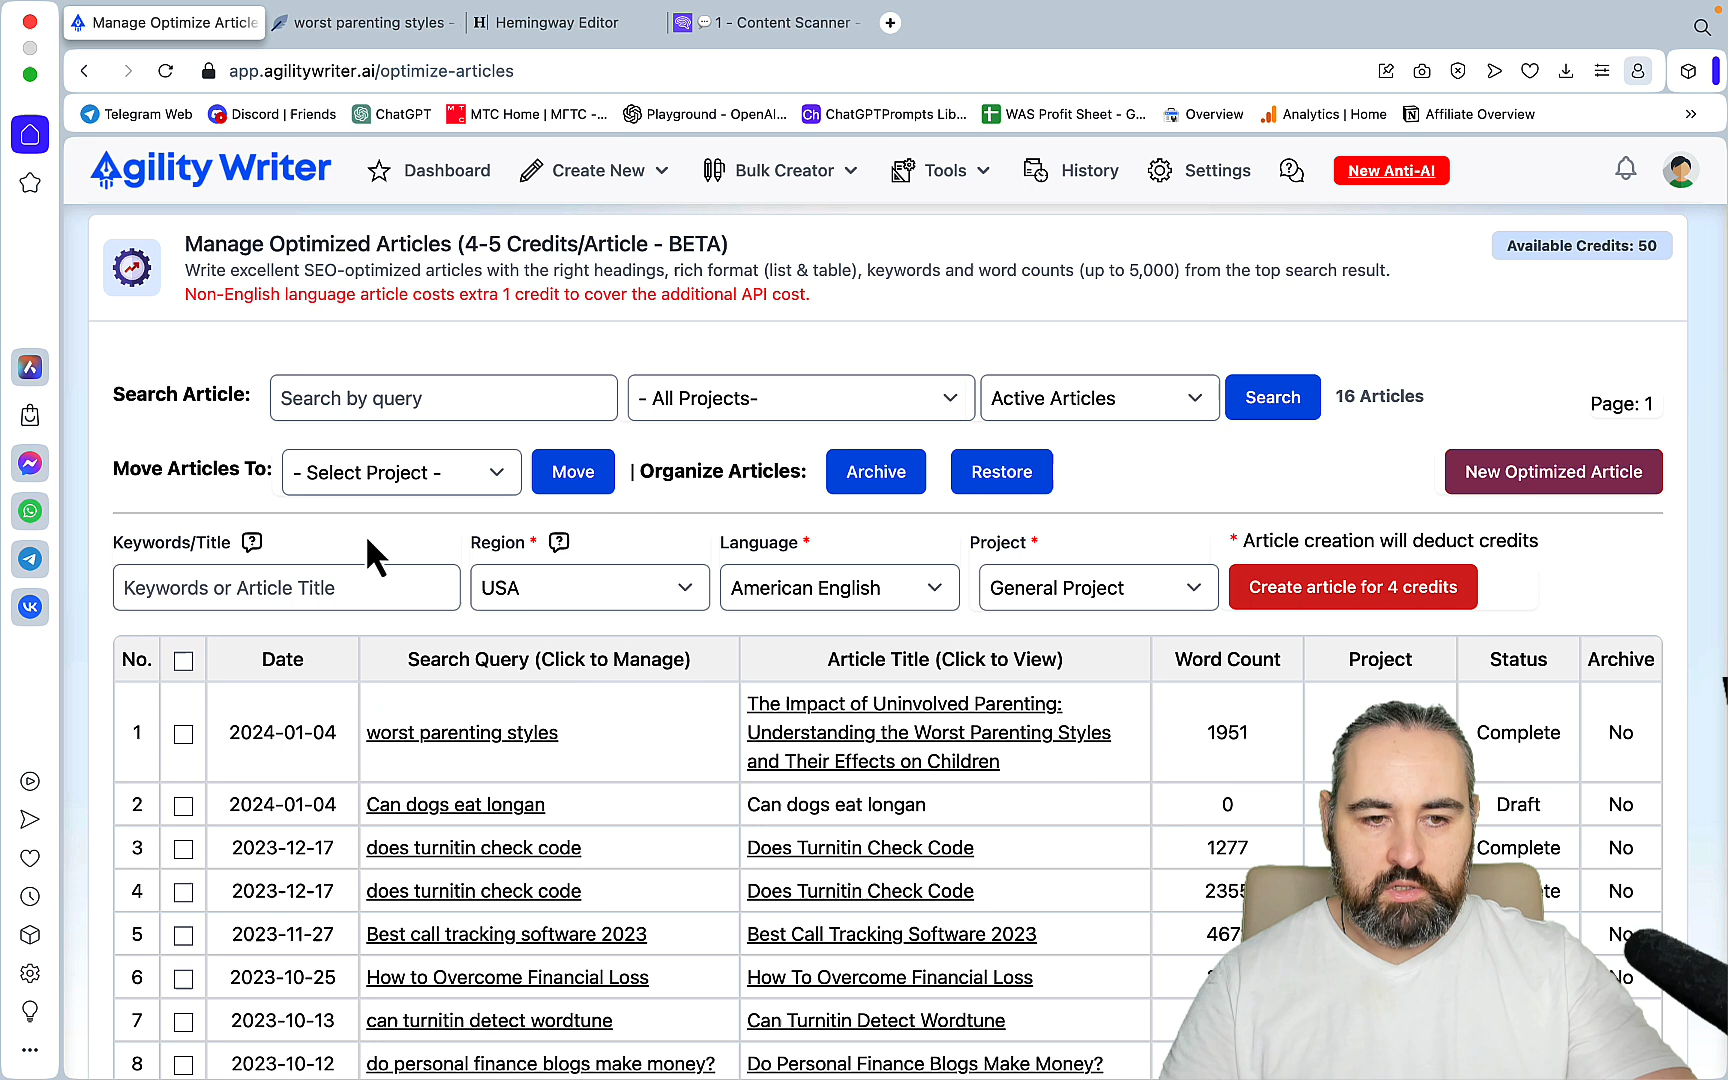 Manage Optimize Article
worst parenting styles -
H Hemingway Editor
1 - Content Scanner -
app.agilitywriter.ai/optimize-articles
Telegram Web
Discord | Friends
ChatGPT
МТС Home | МГТС -...
Playground - OpenAI...
Ch ChatGPTPrompts Lib...
WAS Profit Sheet - G...
Overview
Analytics | Home
Affiliate Overview
Agility Writer
Dashboard
Create New
Bulk Creator
Tools
History
Settings
New Anti-AI
Manage Optimized Articles (4-5 Credits/Article - BETA)
Available Credits: 50
Write excellent SEO-optimized articles with the right headings, rich format (list & table), keywords and word counts (up to 5,000) from the top search result.
Non-English language article costs extra 1 credit to cover the additional API cost.
Search Article:
Search by query
- All Projects-
Active Articles
Search
16 Articles
Page: 1
Move Articles To:
- Select Project -
Move
| Organize Articles:
Archive
Restore
New Optimized Article
Keywords/Title
Region *
Language *
Project *
* Article creation will deduct credits
Keywords or Article Title
USA
American English
General Project
Create article for 4 credits
No. Date Search Query (Click to Manage) Article Title (Click to View) Word Count Project Status Archive
1 2024-01-04 worst parenting styles The Impact of Uninvolved Parenting:
Understanding the Worst Parenting Styles
and Their Effects on Children 1951 Complete No
2 2024-01-04 Can dogs eat longan Can dogs eat longan 0 Draft No
3 2023-12-17 does turnitin check code Does Turnitin Check Code 1277 Complete No
4 2023-12-17 does turnitin check code Does Turnitin Check Code 2355 No
5 2023-11-27 Best call tracking software 2023 Best Call Tracking Software 2023 467 No
6 2023-10-25 How to Overcome Financial Loss How To Overcome Financial Loss No
7 2023-10-13 can turnitin detect wordtune Can Turnitin Detect Wordtune
8 2023-10-12 do personal finance blogs make money? Do Personal Finance Blogs Make Money?